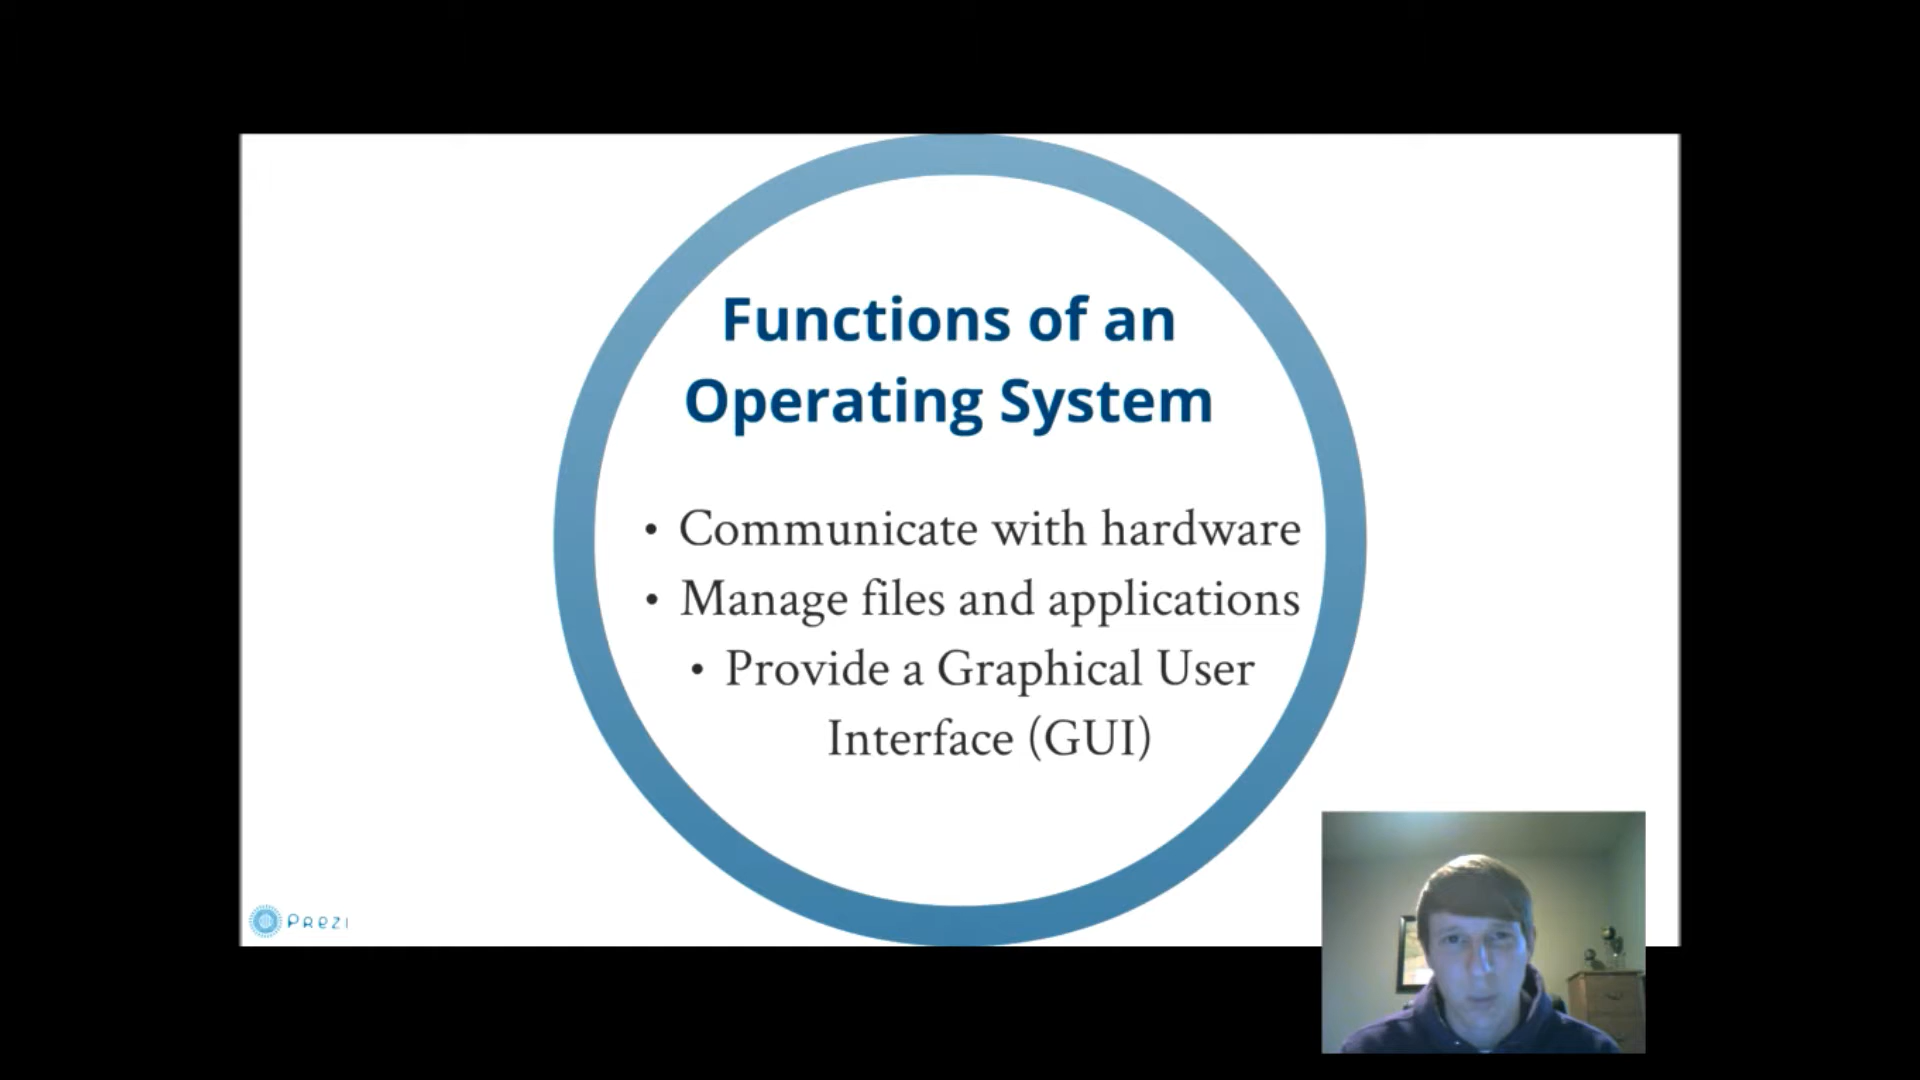 Functions of an
Operating System
• Communicate with hardware
• Manage files and applications
• Provide a Graphical User
Interface (GUI)
Prezi